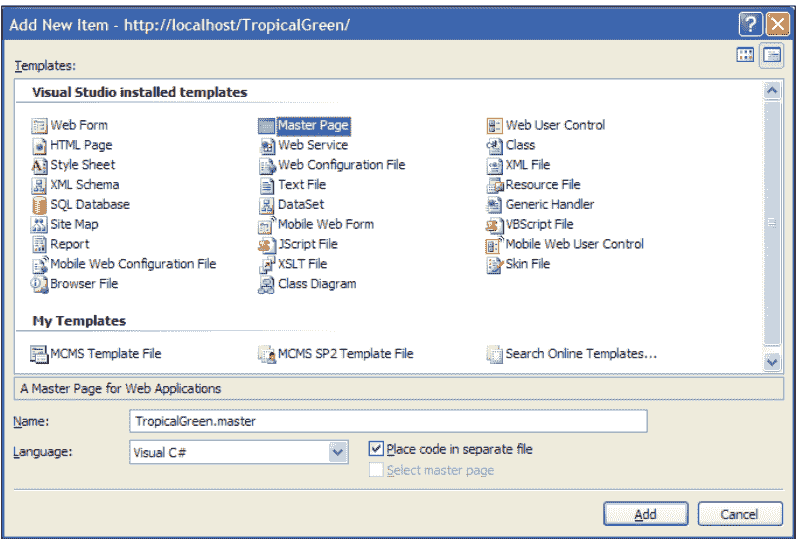 Add New Item - http://localhost/TropicalGreen/
Templates:
Visual Studio installed templates
Web Form Master Page Web User Control
HTML Page Web Service Class
Style Sheet Web Configuration File XML File
XML Schema Text File Resource File
SQL Database DataSet Generic Handler
Site Map Mobile Web Form VBScript File
Report JScript File Mobile Web User Control
Mobile Web Configuration File XSLT File Skin File
Browser File Class Diagram
My Templates
MCMS Template File MCMS SP2 Template File Search Online Templates...
A Master Page for Web Applications
Name: TropicalGreen.master
Language: Visual C# Place code in separate file
Select master page
Add Cancel